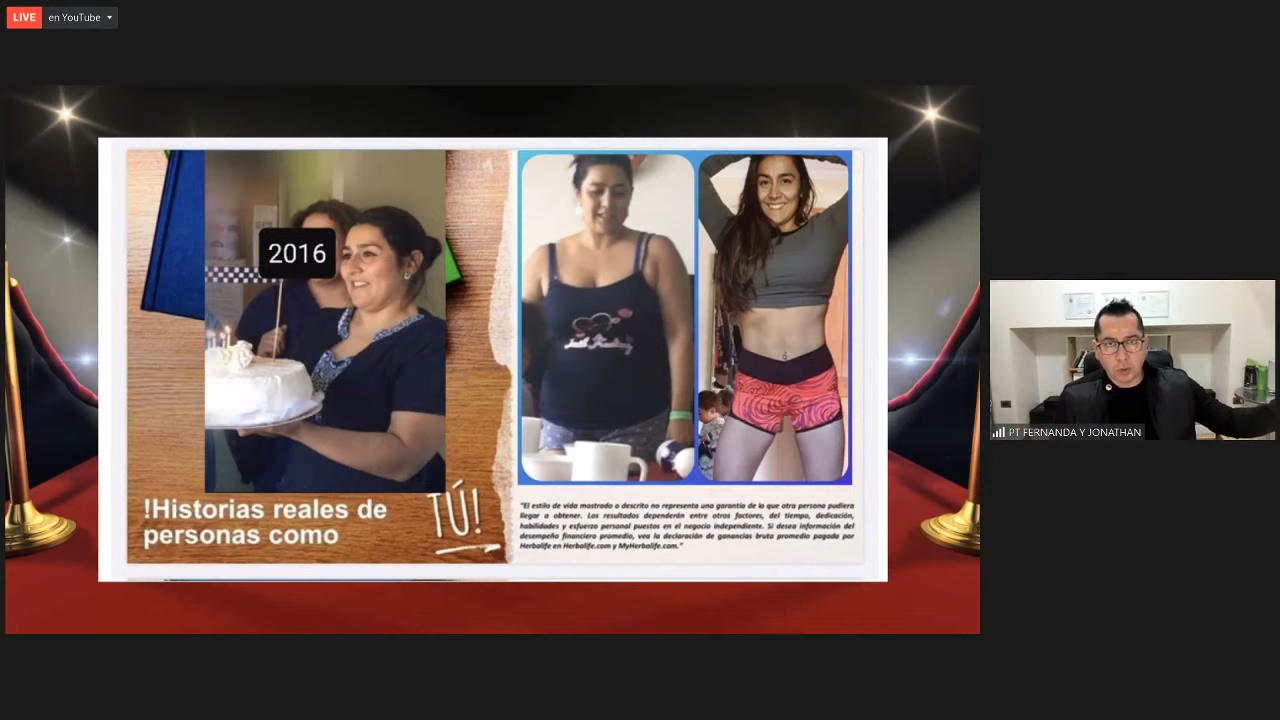 LIVE en YouTube
2016
!Historias reales de
personas como
TÚ!
"El estilo de vida mostrado o descrito no representa una garantía de lo que otra persona pudiera
llegar a obtener. Los resultados dependerán entre otros factores, del tiempo, dedicación,
habilidades y esfuerzo personal puestos en el negocio independiente. Si desea información del
desempeño financiero promedio, vea la declaración de ganancias bruta promedio pagada por
Herbalife en Herbalife.com y MyHerbalife.com."
PT FERNANDA Y JONATHAN